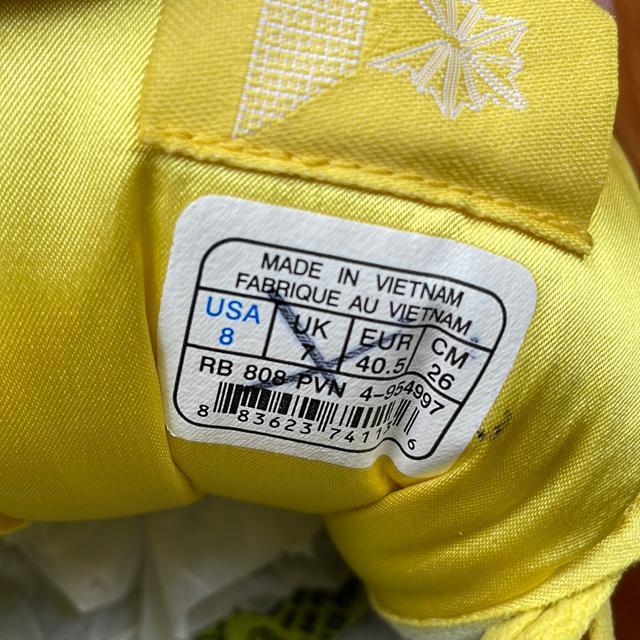 MADE IN VIETNAM
FABRIQUE AU VIETNAM
USA UK EUR CM
8 7 40.5 26
RB 808 PVN 4-954997
8 83623 74113 6